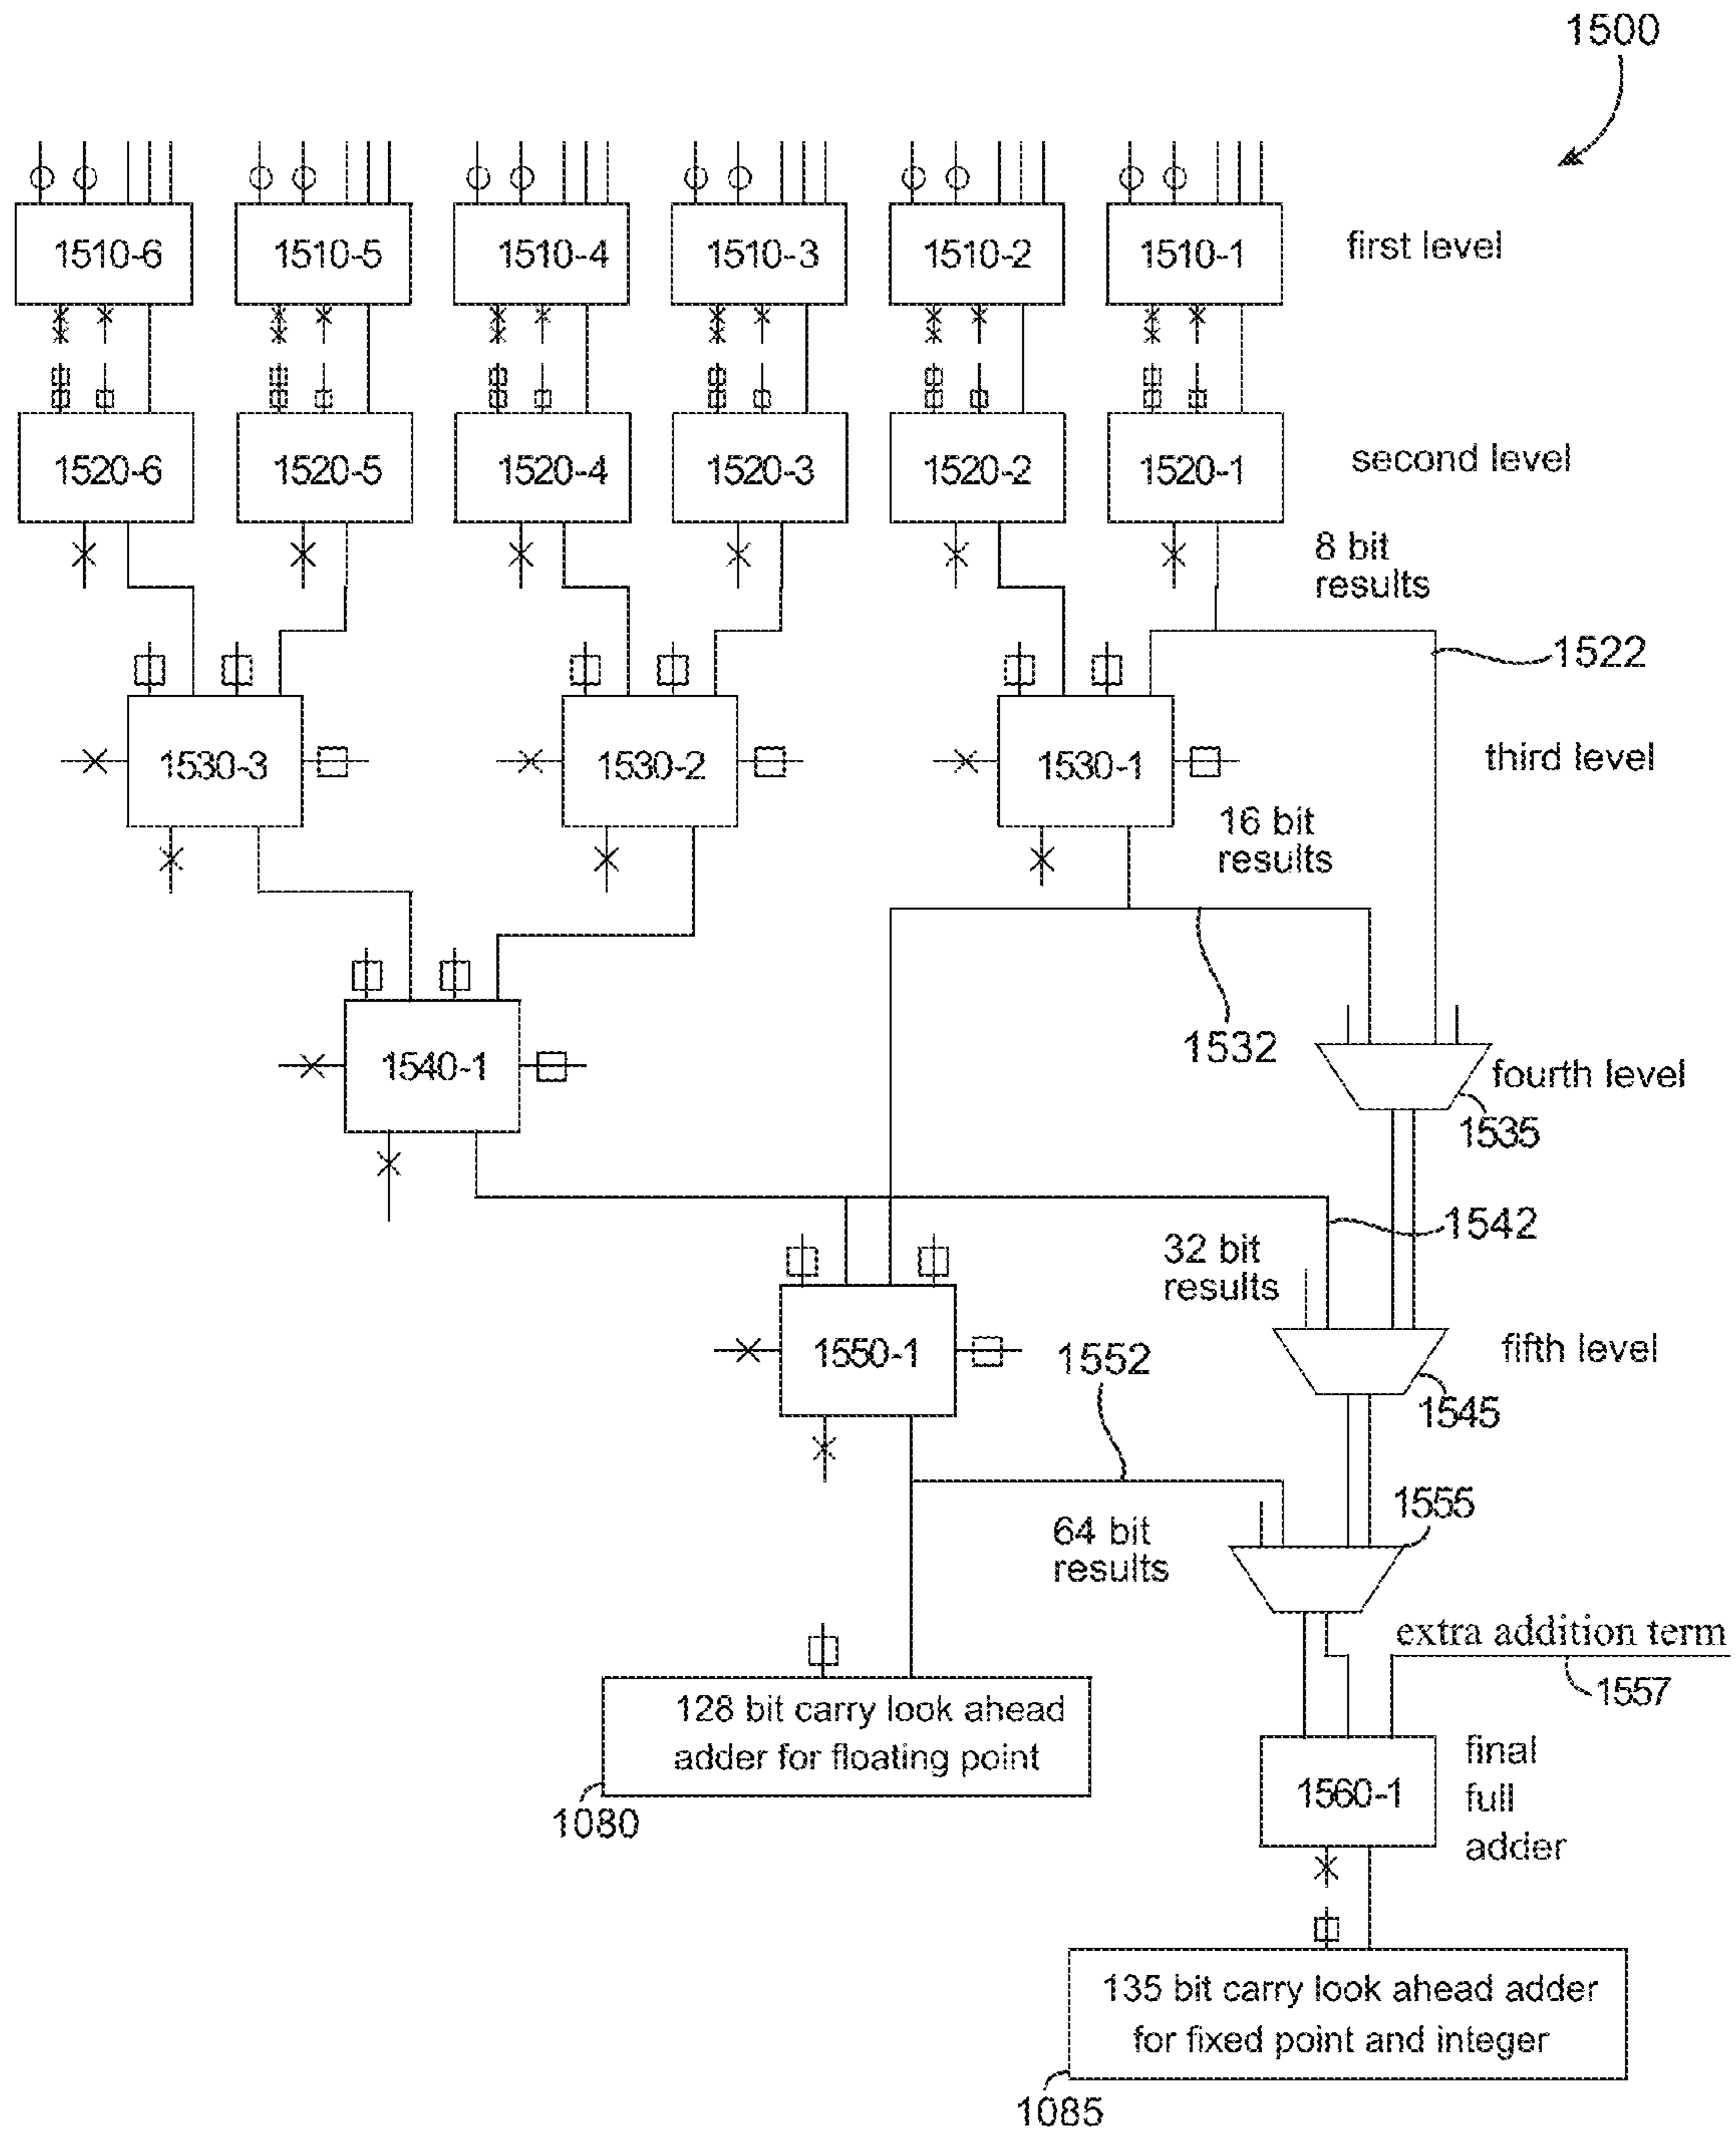 1500
1510-6 1510-5 1510-4 1510-3 1510-2 1510-1 first level
1520-6 1520-5 1520-4 1520-3 1520-2 1520-1 second level
8 bit
results
1522
1530-3 1530-2 1530-1 third level
16 bit
results
1532
1540-1 fourth level
1535
1542
32 bit
results
1550-1 1552 fifth level
1545
1555
64 bit
results
extra addition term
1557
128 bit carry look ahead
adder for floating point
1080
1560-1
final
full
adder
135 bit carry look ahead adder
for fixed point and integer
1085